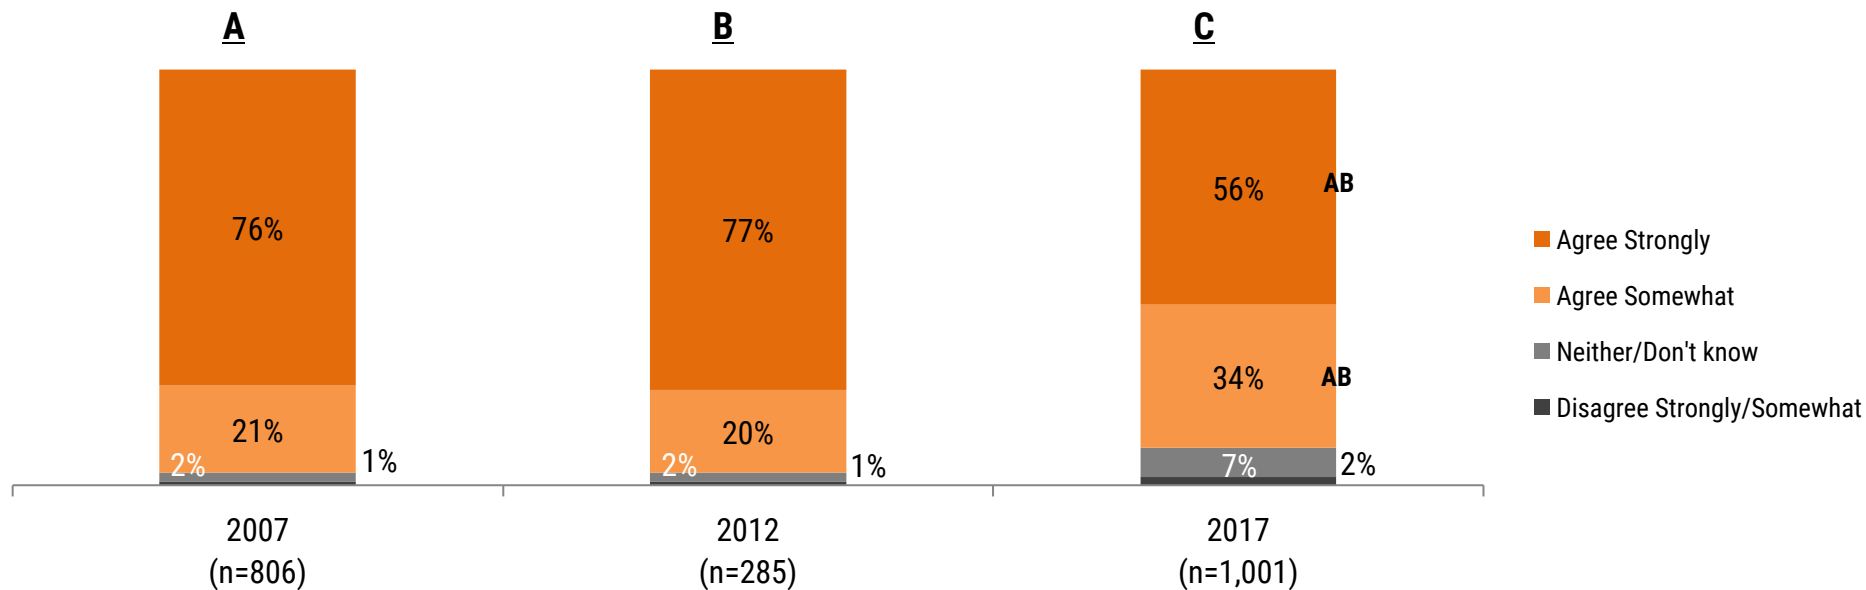 A B C
76% 77% 56% AB
21% 20% 34% AB
2% 1% 2% 1% 7% 2%
2007 2012 2017
(n=806) (n=285) (n=1,001)
Agree Strongly
Agree Somewhat
Neither/Don't know
Disagree Strongly/Somewhat